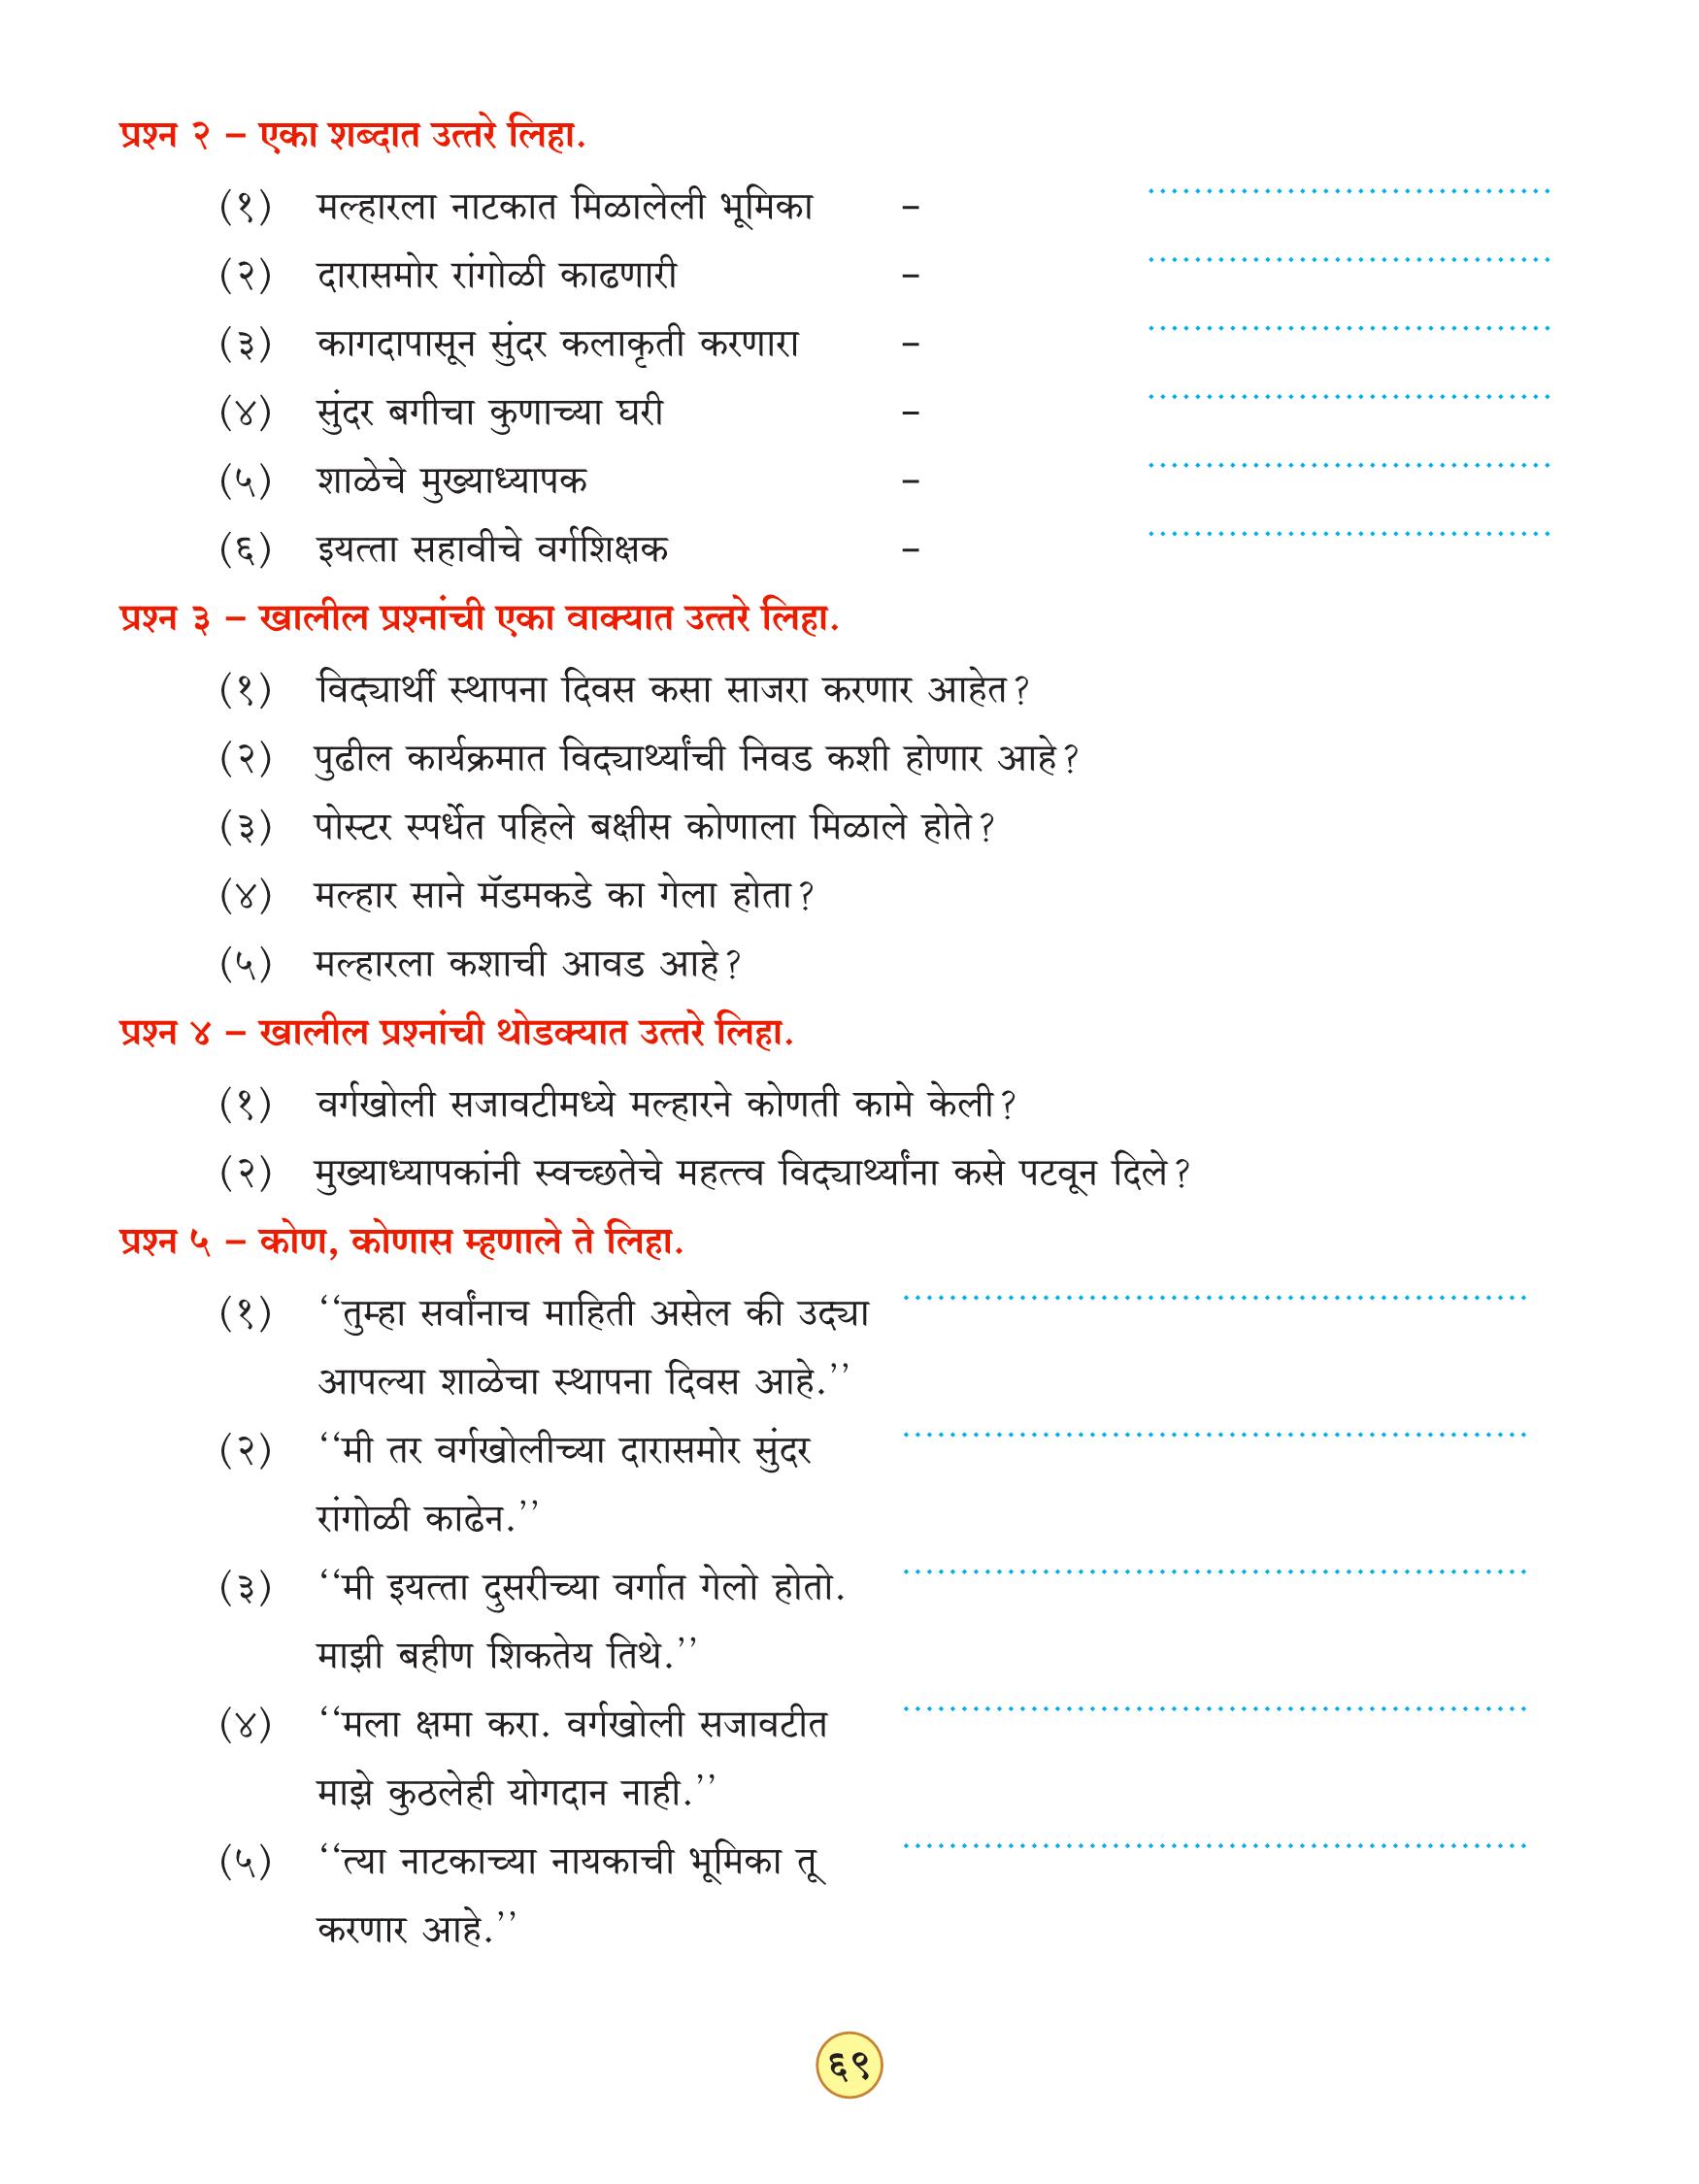 प्रश्न २ – एका शब्दात उत्तरे लिहा.
(१) मल्हारला नाटकात मिळालेली भूमिका – ..................................
(२) दारासमोर रांगोळी काढणारी – ..................................
(३) कागदापासून सुंदर कलाकृती करणारा – ..................................
(४) सुंदर बगीचा कुणाच्या घरी – ..................................
(५) शाळेचे मुख्याध्यापक – ..................................
(६) इयत्ता सहावीचे वर्गशिक्षक – ..................................
प्रश्न ३ – खालील प्रश्नांची एका वाक्यात उत्तरे लिहा.
(१) विद्यार्थी स्थापना दिवस कसा साजरा करणार आहेत?
(२) पुढील कार्यक्रमात विद्यार्थ्यांची निवड कशी होणार आहे?
(३) पोस्टर स्पर्धेत पहिले बक्षीस कोणाला मिळाले होते?
(४) मल्हार साने मॅडमकडे का गेला होता?
(५) मल्हारला कशाची आवड आहे?
प्रश्न ४ – खालील प्रश्नांची थोडक्यात उत्तरे लिहा.
(१) वर्गखोली सजावटीमध्ये मल्हारने कोणती कामे केली?
(२) मुख्याध्यापकांनी स्वच्छतेचे महत्त्व विद्यार्थ्यांना कसे पटवून दिले?
प्रश्न ५ – कोण, कोणास म्हणाले ते लिहा.
(१) ‘‘तुम्हा सर्वांनाच माहिती असेल की उद्या ..................................
आपल्या शाळेचा स्थापना दिवस आहे.’’
(२) ‘‘मी तर वर्गखोलीच्या दारासमोर सुंदर ..................................
रांगोळी काढेन.’’
(३) ‘‘मी इयत्ता दुसरीच्या वर्गात गेलो होतो. ..................................
माझी बहीण शिकतेय तिथे.’’
(४) ‘‘मला क्षमा करा. वर्गखोली सजावटीत ..................................
माझे कुठलेही योगदान नाही.’’
(५) ‘‘त्या नाटकाच्या नायकाची भूमिका तू ..................................
करणार आहे.’’
६९